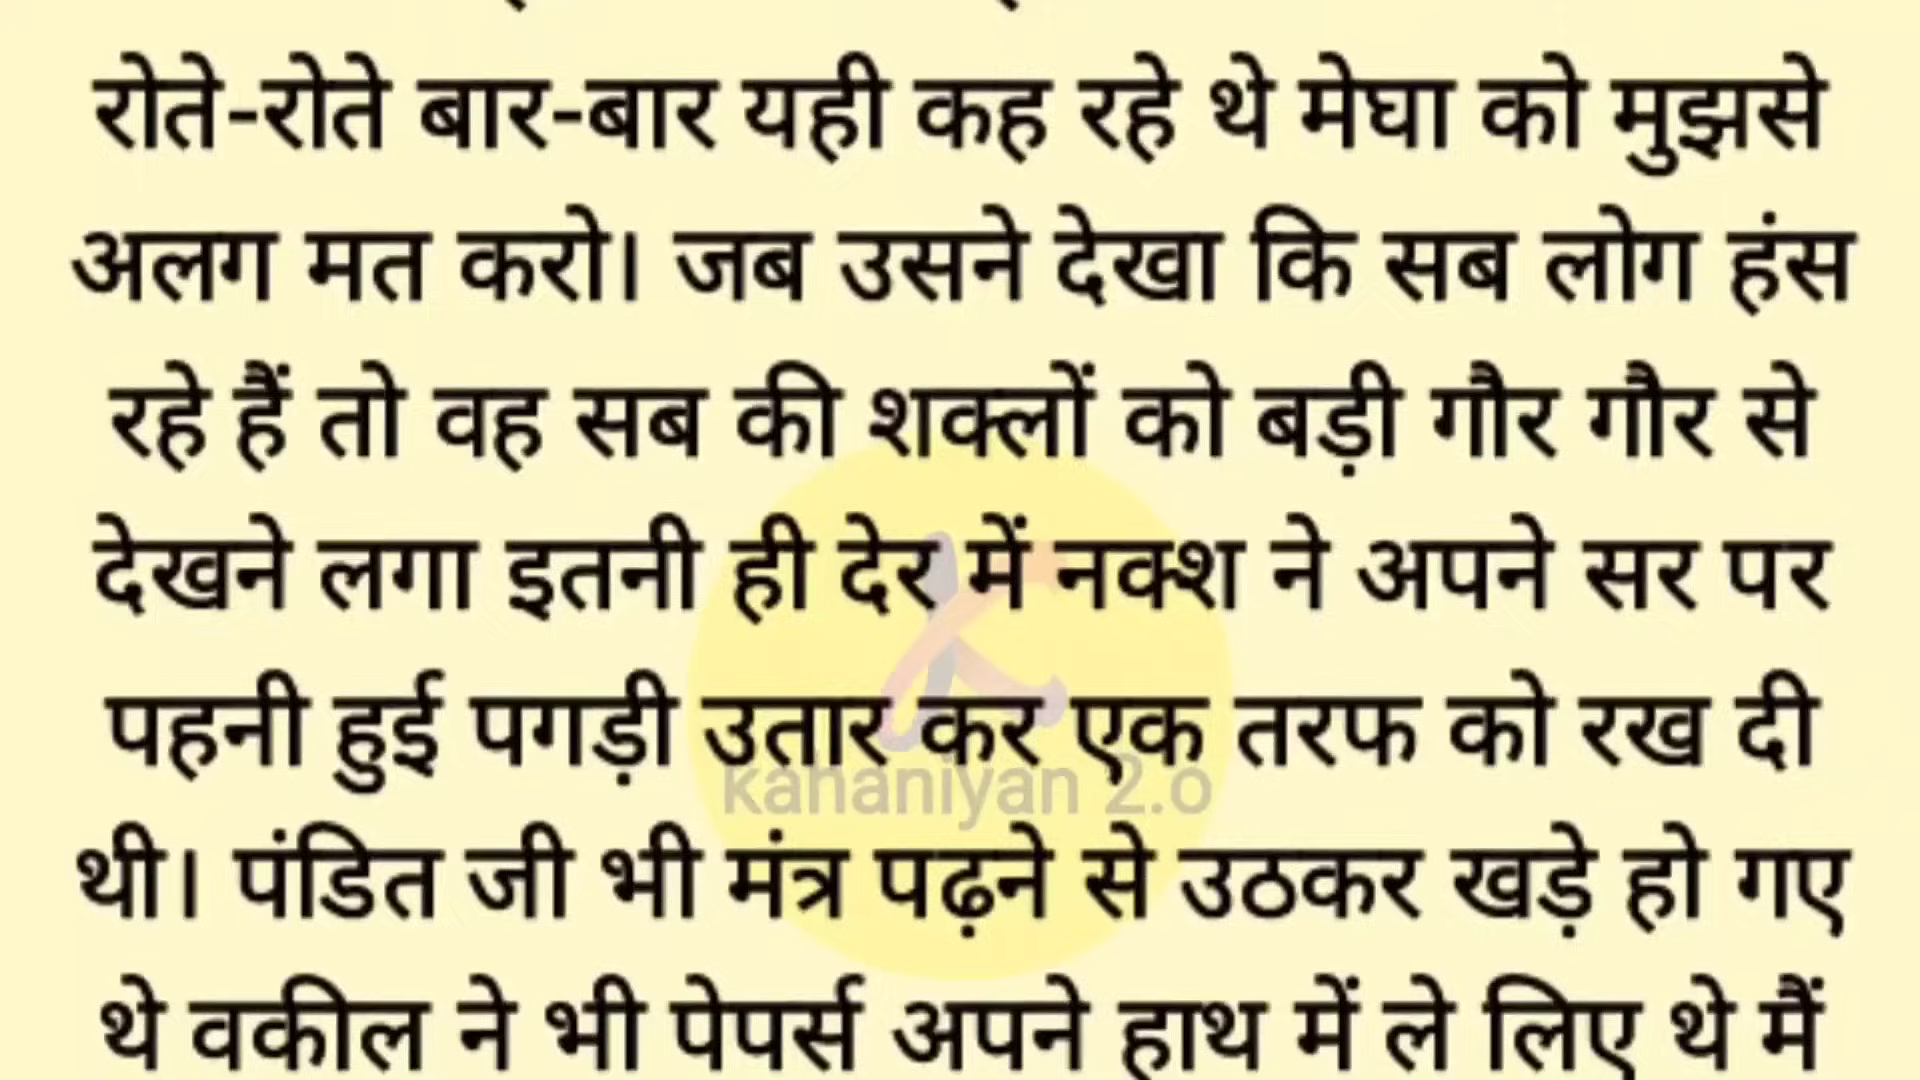 रोते-रोते बार-बार यही कह रहे थे मेघा को मुझसे
अलग मत करो। जब उसने देखा कि सब लोग हंस
रहे हैं तो वह सब की शक्लों को बड़ी गौर गौर से
देखने लगा इतनी ही देर में नक्श ने अपने सर पर
पहनी हुई पगड़ी उतार कर एक तरफ को रख दी
kahaniyan 2.o
थी। पंडित जी भी मंत्र पढ़ने से उठकर खड़े हो गए
थे वकील ने भी पेपर्स अपने हाथ में ले लिए थे मैं